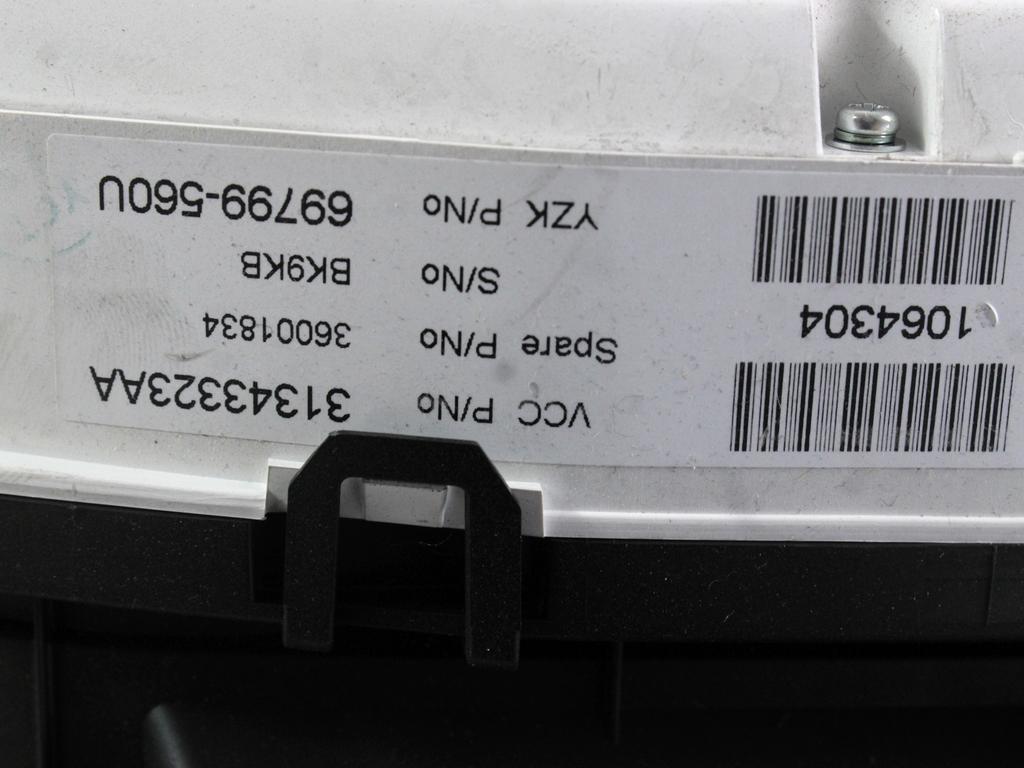 VCC P/No 31343323AA
Spare P/No 36001834
1064304
S/No BK9KB
YZK P/No 69799-560U